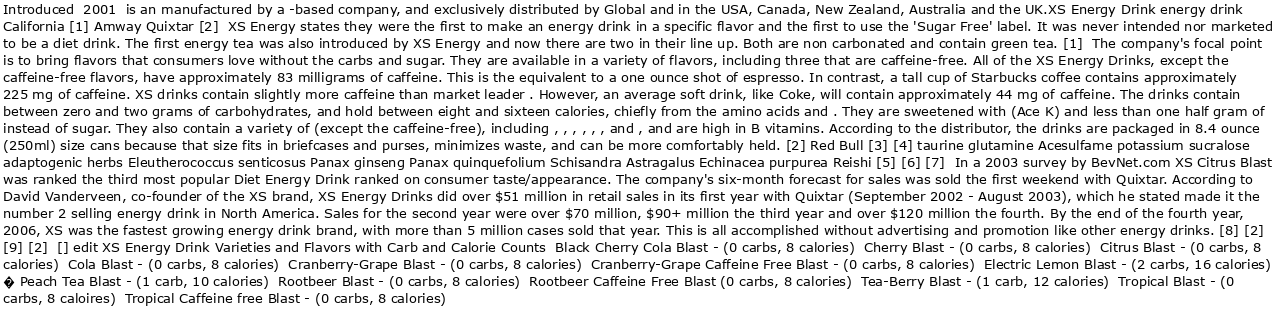 Introduced  2001  is an manufactured by a -based company, and exclusively distributed by Global and in the USA, Canada, New Zealand, Australia and the UK.XS Energy Drink energy drink
California [1] Amway Quixtar [2]  XS Energy states they were the first to make an energy drink in a specific flavor and the first to use the 'Sugar Free' label. It was never intended nor marketed
to be a diet drink. The first energy tea was also introduced by XS Energy and now there are two in their line up. Both are non carbonated and contain green tea. [1]  The company's focal point
is to bring flavors that consumers love without the carbs and sugar. They are available in a variety of flavors, including three that are caffeine-free. All of the XS Energy Drinks, except the
caffeine-free flavors, have approximately 83 milligrams of caffeine. This is the equivalent to a one ounce shot of espresso. In contrast, a tall cup of Starbucks coffee contains approximately
225 mg of caffeine. XS drinks contain slightly more caffeine than market leader . However, an average soft drink, like Coke, will contain approximately 44 mg of caffeine. The drinks contain
between zero and two grams of carbohydrates, and hold between eight and sixteen calories, chiefly from the amino acids and . They are sweetened with (Ace K) and less than one half gram of
instead of sugar. They also contain a variety of (except the caffeine-free), including , , , , , , and , and are high in B vitamins. According to the distributor, the drinks are packaged in 8.4 ounce
(250ml) size cans because that size fits in briefcases and purses, minimizes waste, and can be more comfortably held. [2] Red Bull [3] [4] taurine glutamine Acesulfame potassium sucralose
adaptogenic herbs Eleutherococcus senticosus Panax ginseng Panax quinquefolium Schisandra Astragalus Echinacea purpurea Reishi [5] [6] [7]  In a 2003 survey by BevNet.com XS Citrus Blast
was ranked the third most popular Diet Energy Drink ranked on consumer taste/appearance. The company's six-month forecast for sales was sold the first weekend with Quixtar. According to
David Vanderveen, co-founder of the XS brand, XS Energy Drinks did over $51 million in retail sales in its first year with Quixtar (September 2002 - August 2003), which he stated made it the
number 2 selling energy drink in North America. Sales for the second year were over $70 million, $90+ million the third year and over $120 million the fourth. By the end of the fourth year,
2006, XS was the fastest growing energy drink brand, with more than 5 million cases sold that year. This is all accomplished without advertising and promotion like other energy drinks. [8] [2]
[9] [2]  [] edit XS Energy Drink Varieties and Flavors with Carb and Calorie Counts  Black Cherry Cola Blast - (0 carbs, 8 calories)  Cherry Blast - (0 carbs, 8 calories)  Citrus Blast - (0 carbs, 8
calories)  Cola Blast - (0 carbs, 8 calories)  Cranberry-Grape Blast - (0 carbs, 8 calories)  Cranberry-Grape Caffeine Free Blast - (0 carbs, 8 calories)  Electric Lemon Blast - (2 carbs, 16 calories)
� Peach Tea Blast - (1 carb, 10 calories)  Rootbeer Blast - (0 carbs, 8 calories)  Rootbeer Caffeine Free Blast (0 carbs, 8 calories)  Tea-Berry Blast - (1 carb, 12 calories)  Tropical Blast - (0
carbs, 8 caloires)  Tropical Caffeine free Blast - (0 carbs, 8 calories)